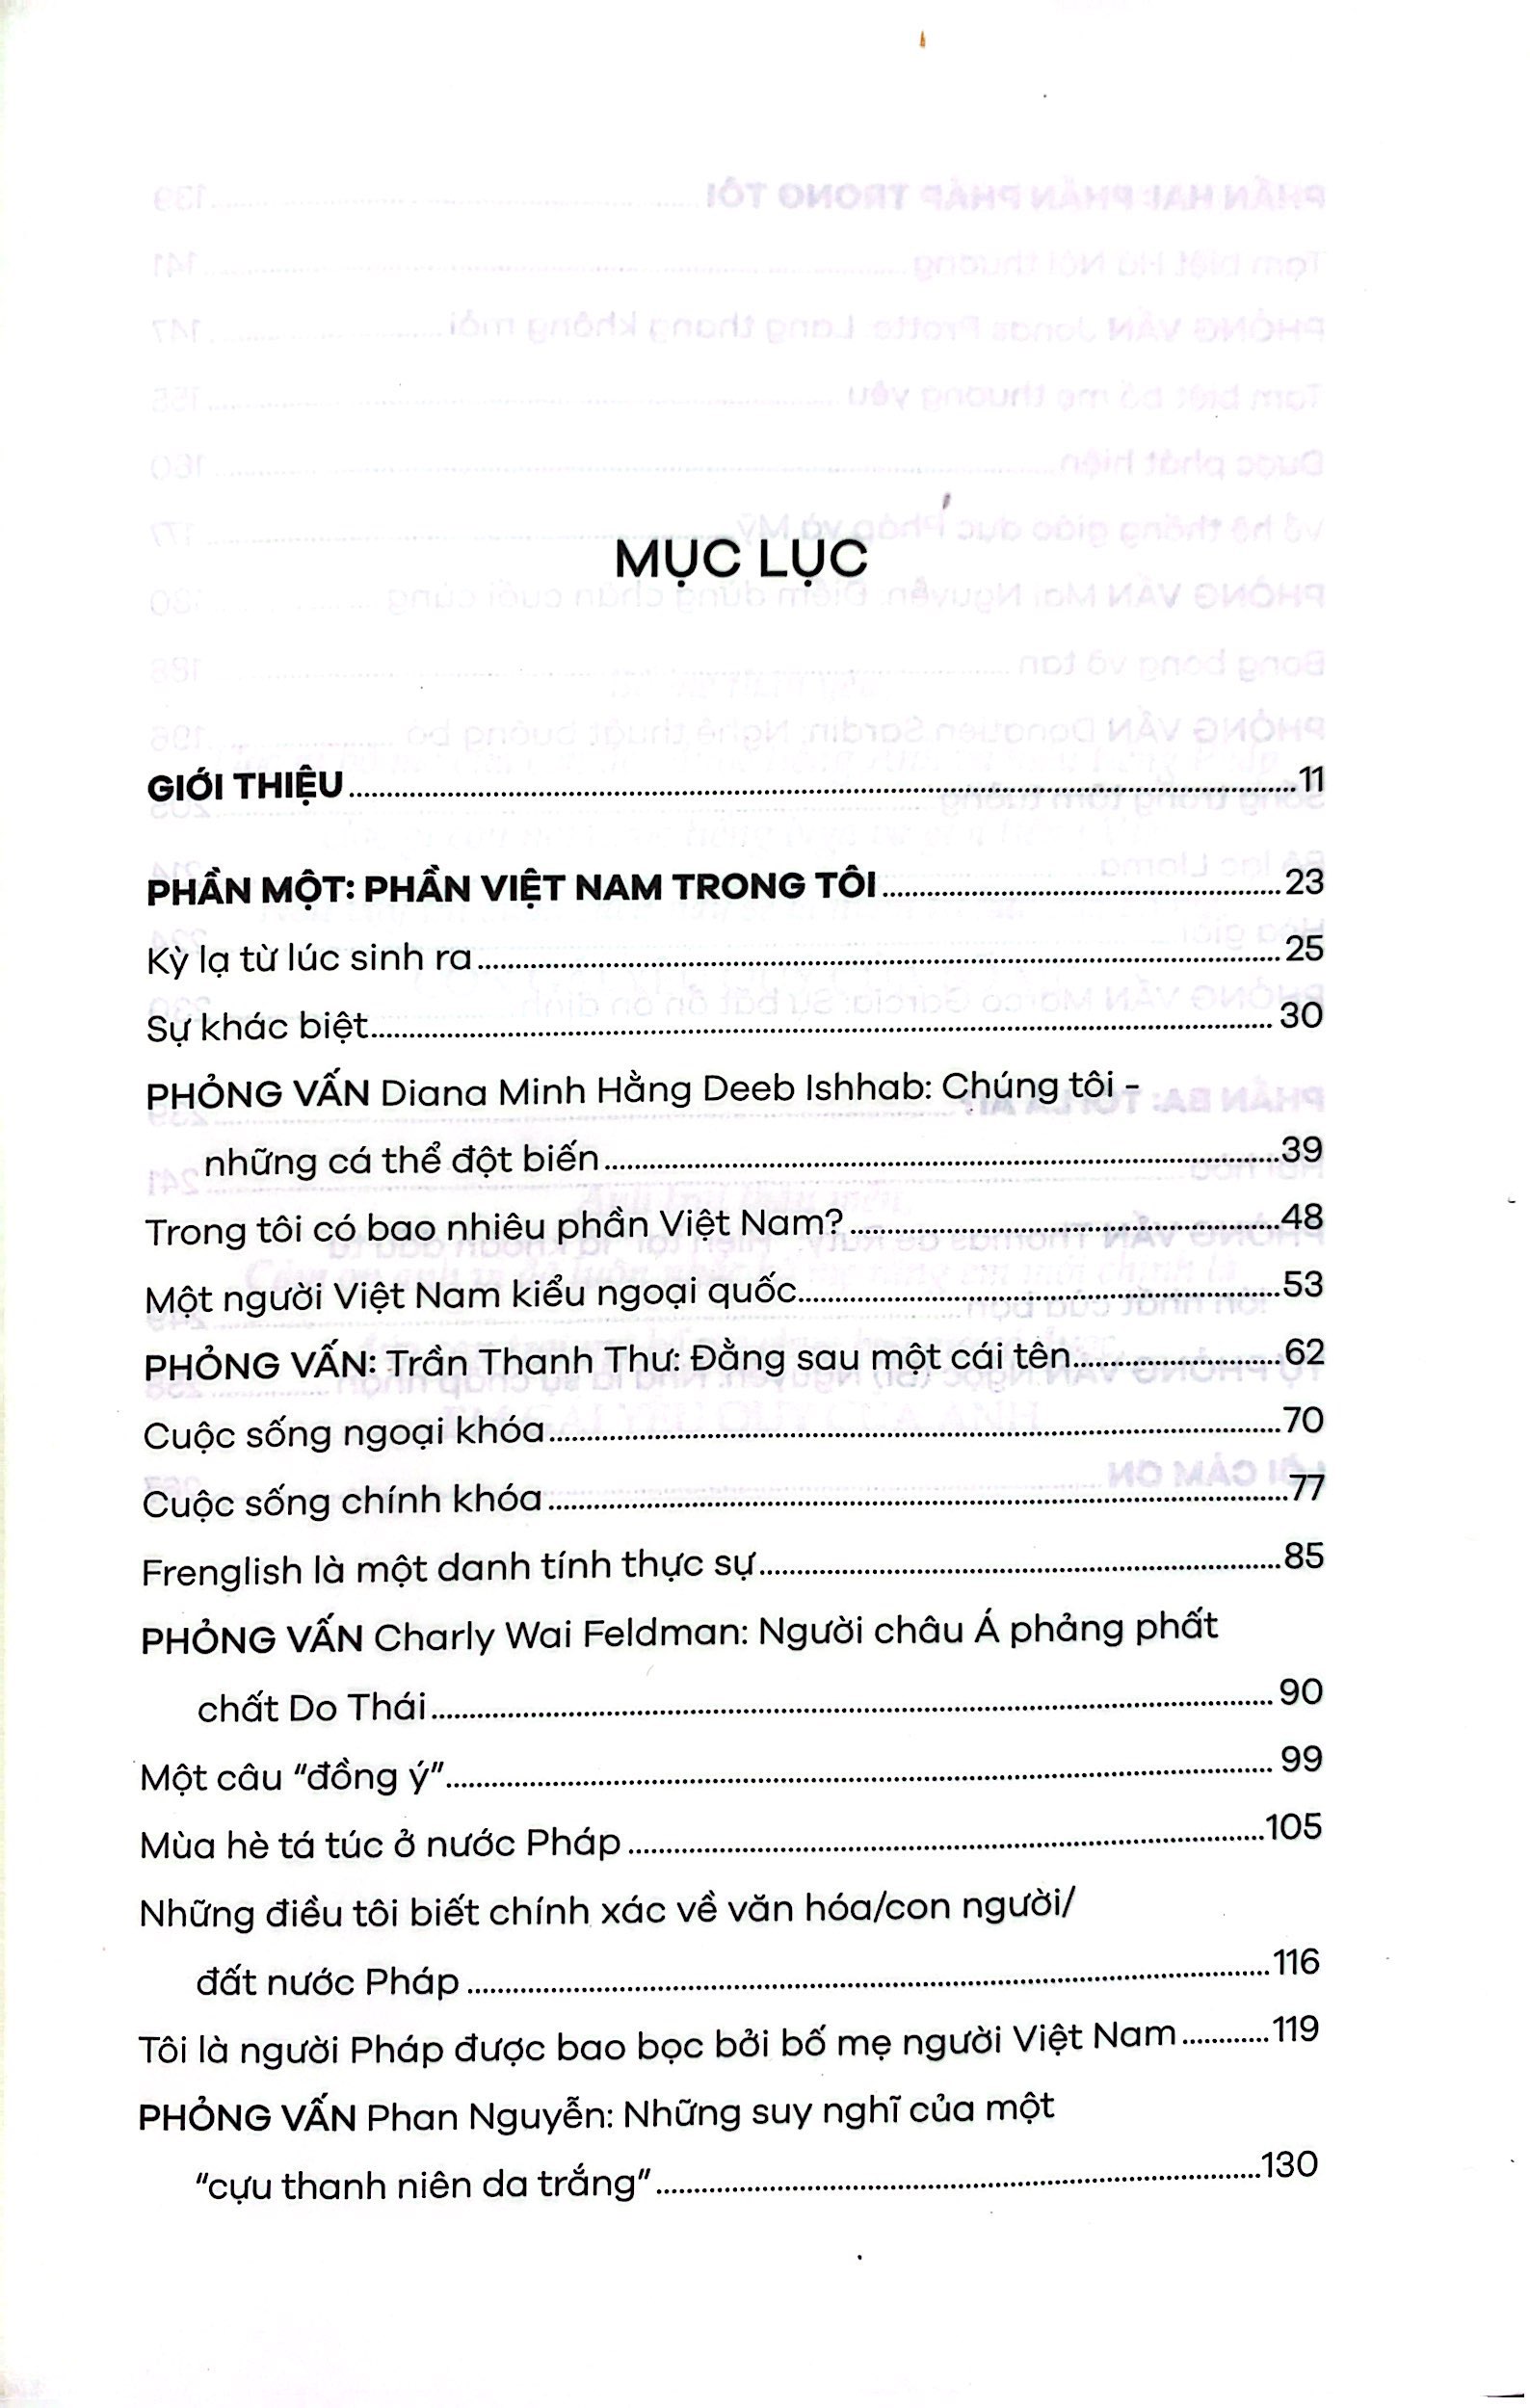 MỤC LỤC
GIỚI THIỆU 11
PHẦN MỘT: PHẦN VIỆT NAM TRONG TÔI 23
Kỳ lạ từ lúc sinh ra 25
Sự khác biệt 30
PHỎNG VẤN Diana Minh Hằng Deeb Ishhab: Chúng tôi -
những cá thể đột biến 39
Trong tôi có bao nhiêu phần Việt Nam? 48
Một người Việt Nam kiểu ngoại quốc 53
PHỎNG VẤN: Trần Thanh Thư: Đằng sau một cái tên 62
Cuộc sống ngoại khóa 70
Cuộc sống chính khóa 77
Frenglish là một danh tính thực sự 85
PHỎNG VẤN Charly Wai Feldman: Người châu Á phảng phất
chất Do Thái 90
Một câu “đồng ý” 99
Mùa hè tá túc ở nước Pháp 105
Những điều tôi biết chính xác về văn hóa/con người/
đất nước Pháp 116
Tôi là người Pháp được bao bọc bởi bố mẹ người Việt Nam 119
PHỎNG VẤN Phan Nguyễn: Những suy nghĩ của một
“cựu thanh niên da trắng” 130